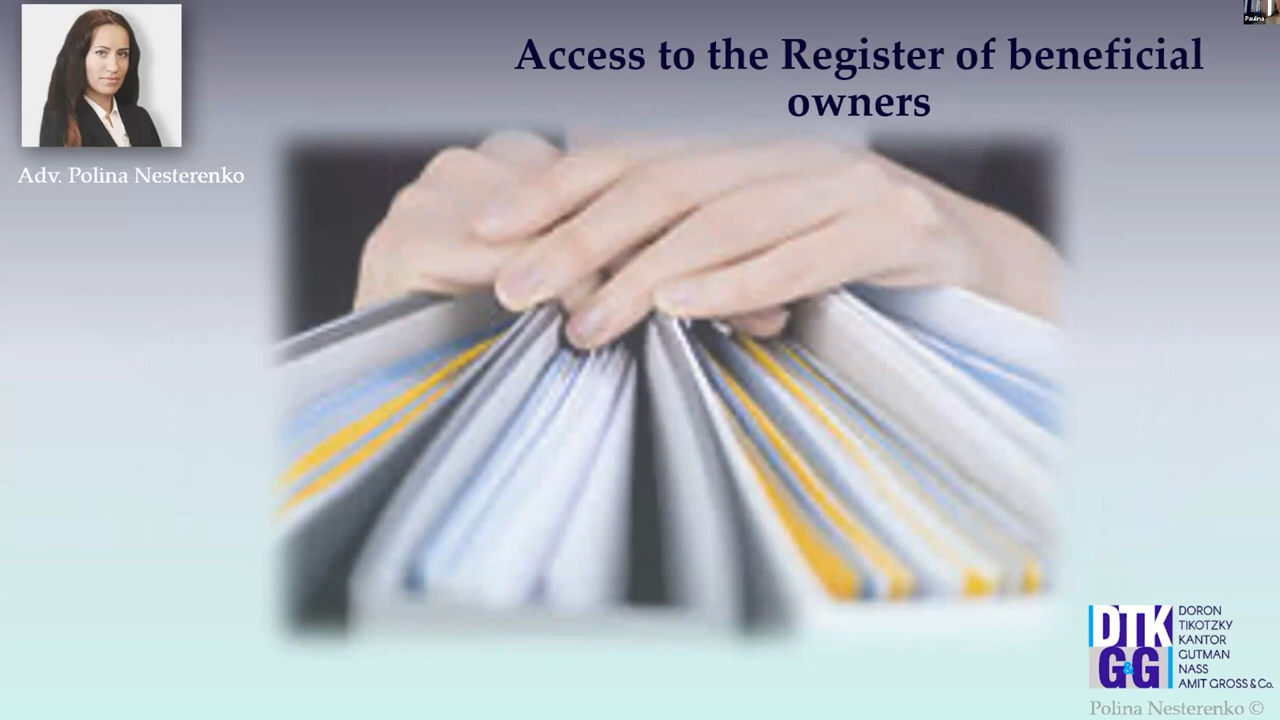 Paulina
Access to the Register of beneficial
owners
Adv. Polina Nesterenko
DTK
G&G
DORON
TIKOTZKY
KANTOR
GUTMAN
NASS
AMIT GROSS & Co.
Polina Nesterenko ©